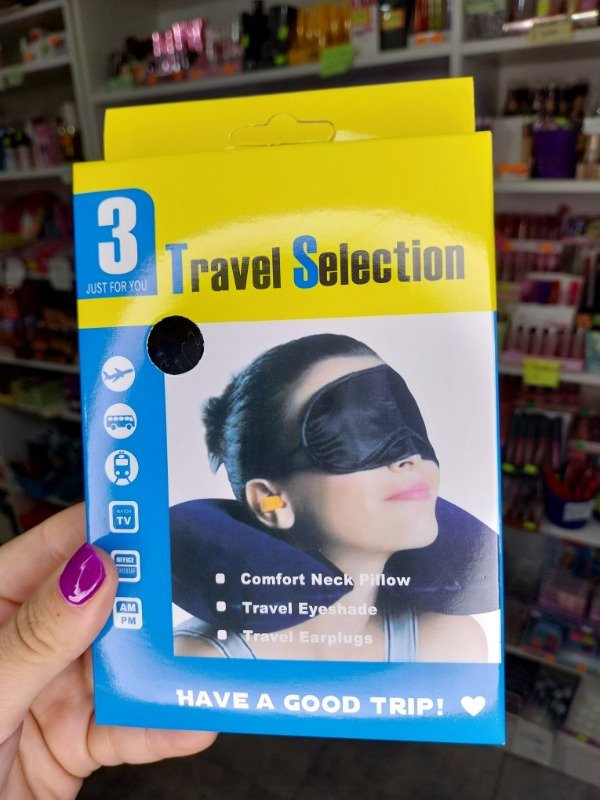 3
JUST FOR YOU
Travel Selection
WATCH
TV
OFFICE
AM
PM
Comfort Neck Pillow
Travel Eyeshade
Travel Earplugs
HAVE A GOOD TRIP!